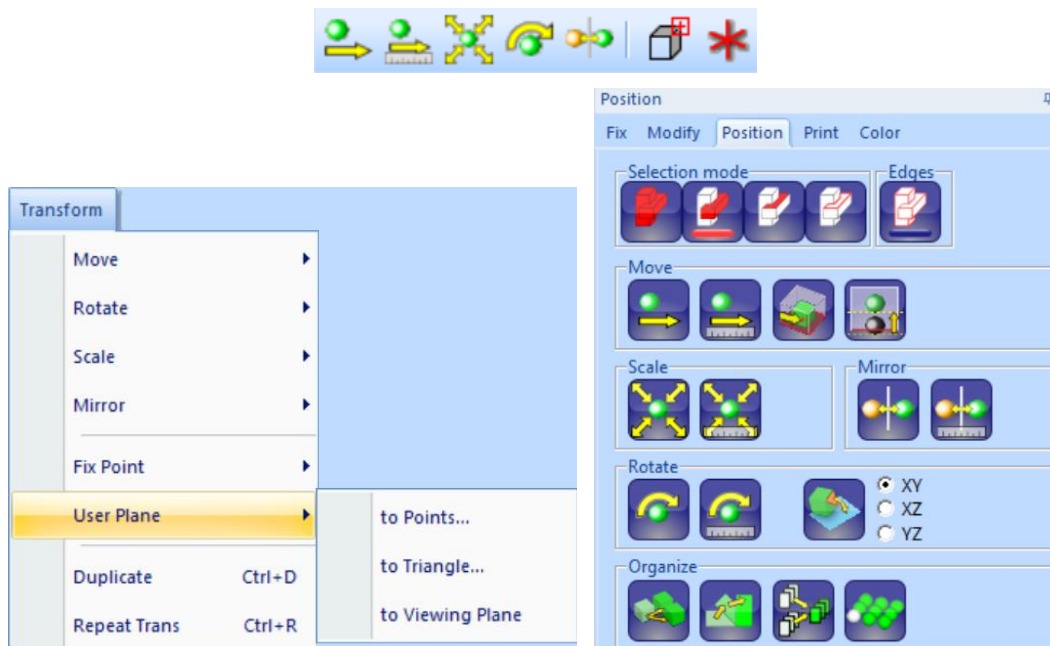 Position
Fix Modify Position Print Color
Selection mode
Edges
Move
Scale
Mirror
Rotate
XY
XZ
YZ
Organize
Transform
Move
Rotate
Scale
Mirror
Fix Point
User Plane
to Points...
to Triangle...
to Viewing Plane
Duplicate Ctrl+D
Repeat Trans Ctrl+R